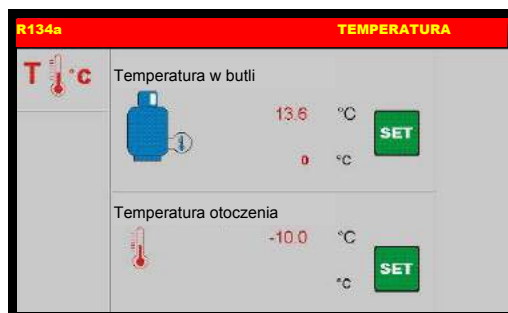 R134a TEMPERATURA
T °C
Temperatura w butli
13.6 °C
SET
0 °C
Temperatura otoczenia
-10.0 °C
SET
°C